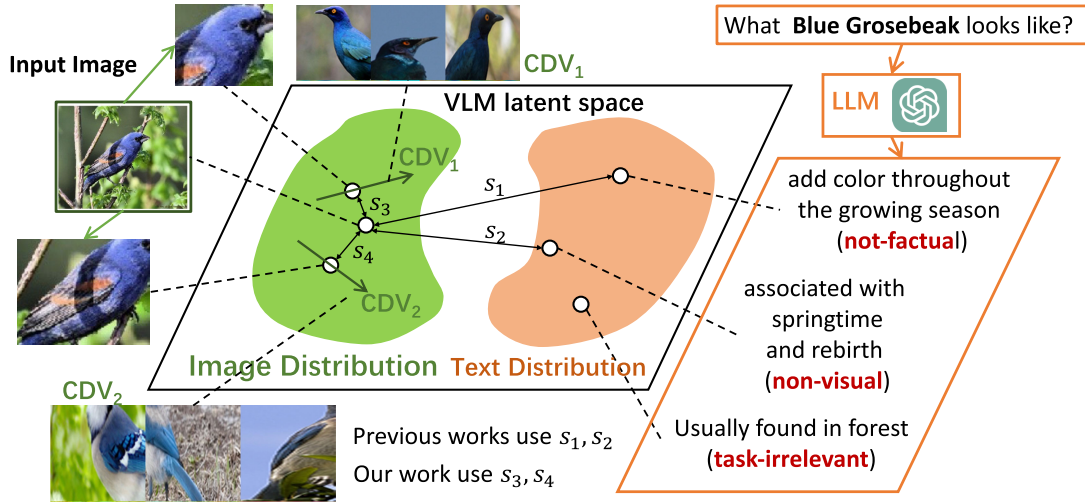 What Blue Grosebeak looks like?
Input Image
CDV₁
LLM
VLM latent space
CDV₁
s₁
s₃
s₂
s₄
CDV₂
add color throughout
the growing season
(not-factual)
associated with
springtime
and rebirth
(non-visual)
Image Distribution
Text Distribution
CDV₂
Usually found in forest
(task-irrelevant)
Previous works use s₁, s₂
Our work use s₃, s₄